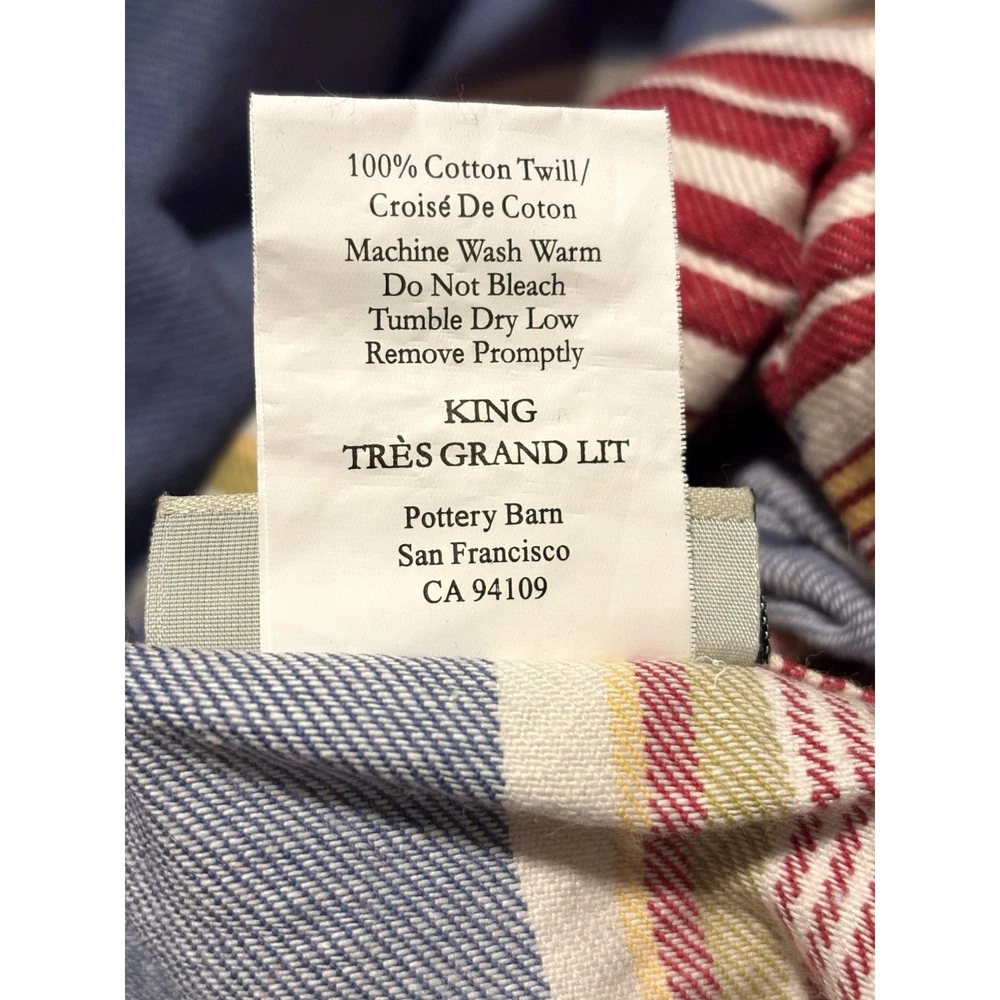 100% Cotton Twill/
Croisé De Coton
Machine Wash Warm
Do Not Bleach
Tumble Dry Low
Remove Promptly
KING
TRÈS GRAND LIT
Pottery Barn
San Francisco
CA 94109